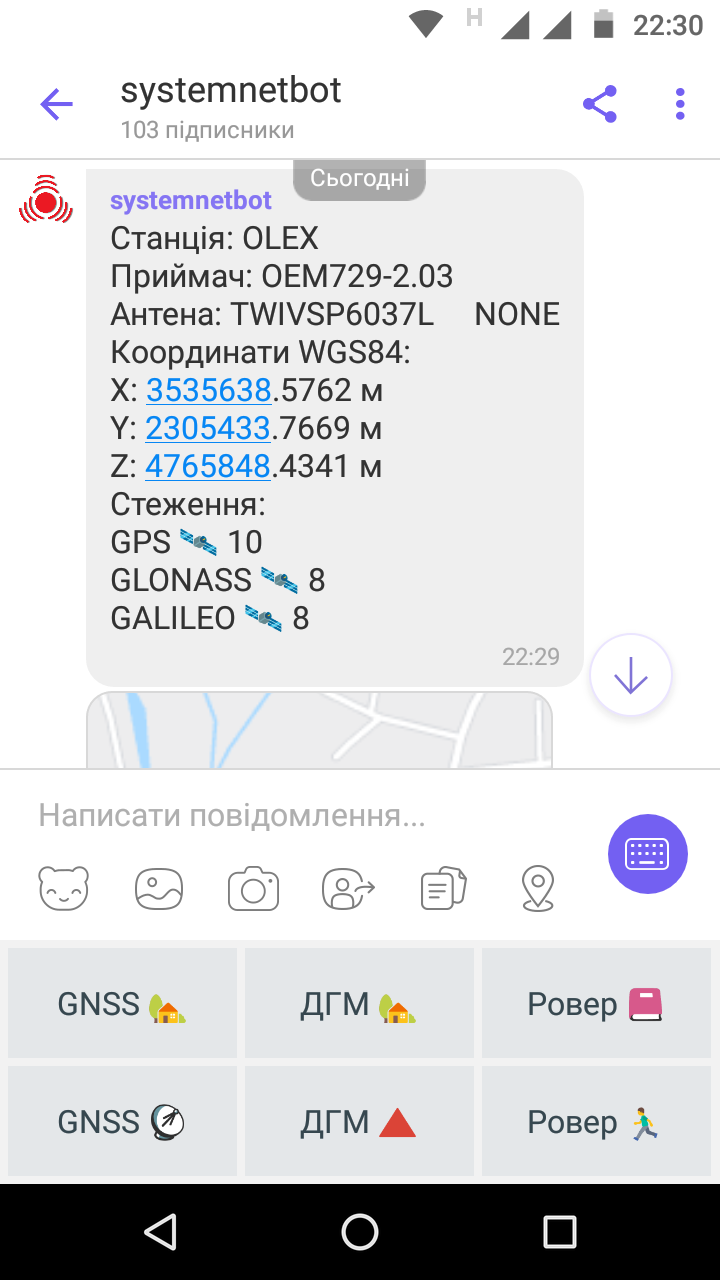 H
22:30
systemnetbot
103 підписники
Сьогодні
systemnetbot
Станція: OLEX
Приймач: OEM729-2.03
Антена: TWIVSP6037L NONE
Координати WGS84:
X: 3535638.5762 м
Y: 2305433.7669 м
Z: 4765848.4341 м
Стеження:
GPS 🛰 10
GLONASS 🛰 8
GALILEO 🛰 8
22:29
Написати повідомлення...
GNSS 🏡 ДГМ 🏡 Ровер 📕
GNSS 📡 ДГМ 🔺 Ровер 🏃‍♂️